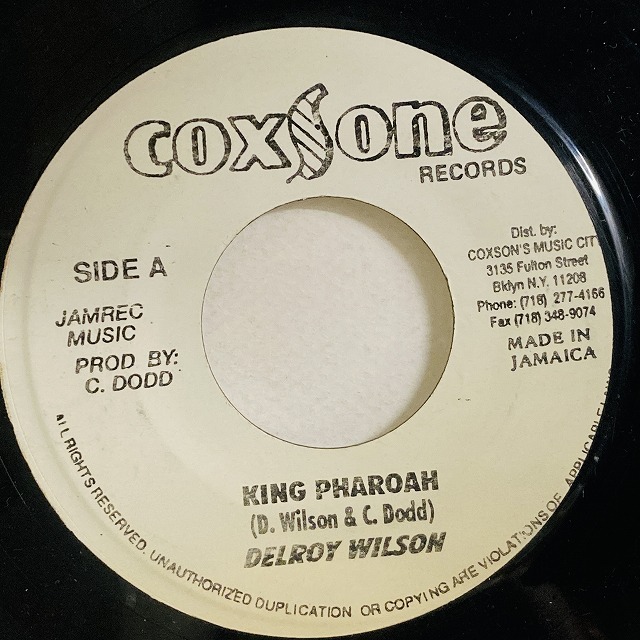 coxsone
RECORDS
SIDE A
JAMREC
MUSIC
PROD BY:
C. DODD
Dist. by:
COXSON'S MUSIC CIT
3135 Fulton Street
Bklyn N.Y. 11208
Phone: (718) 277-4166
Fax (718) 348-9074
MADE IN
JAMAICA
KING PHAROAH
(D. Wilson & C. Dodd)
DELROY WILSON
ALL RIGHTS RESERVED. UNAUTHORIZED DUPLICATION OR COPYING ARE VIOLATIONS OF APPLICABLE